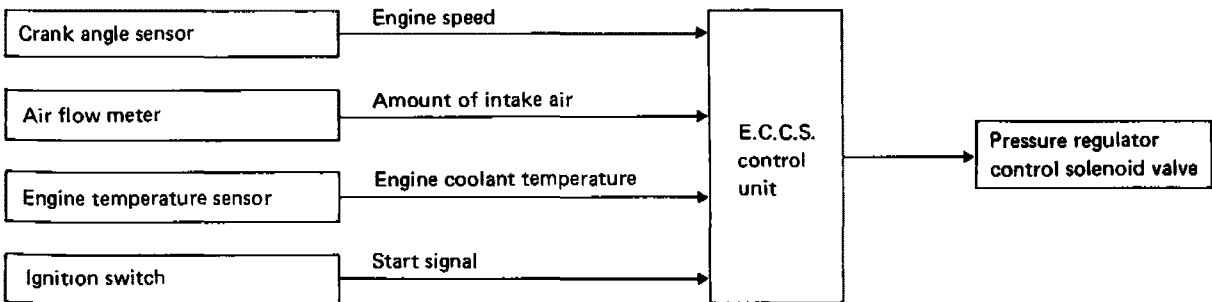 Crank angle sensor
Engine speed
Air flow meter
Amount of intake air
Engine temperature sensor
Engine coolant temperature
Ignition switch
Start signal
E.C.C.S.
control
unit
Pressure regulator
control solenoid valve